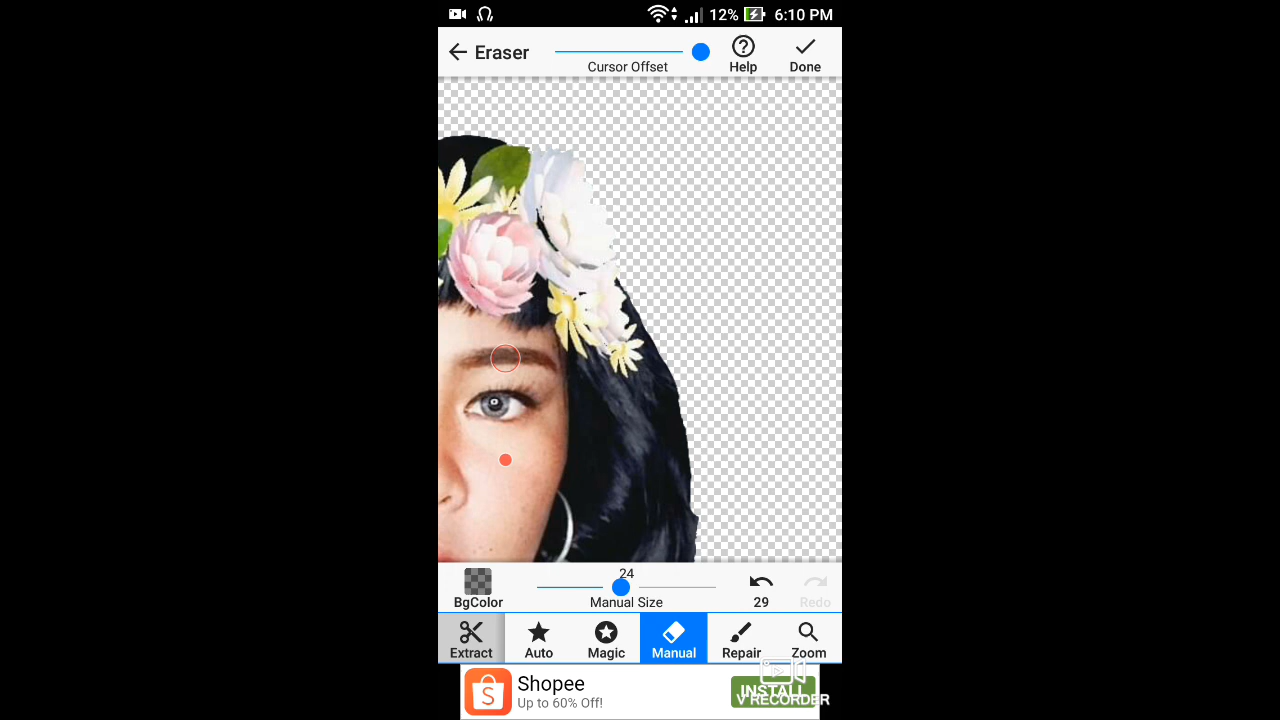 12% 6:10 PM
Eraser
Cursor Offset
Help
Done
24
BgColor
Manual Size
29
Redo
Extract
Auto
Magic
Manual
Repair
Zoom
S
Shopee
Up to 60% Off!
INSTALL
V RECORDER